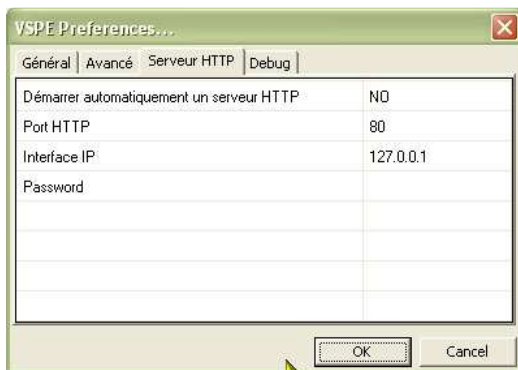 VSPE Preferences...
Général Avancé Serveur HTTP Debug
Démarrer automatiquement un serveur HTTP NO
Port HTTP 80
Interface IP 127.0.0.1
Password
OK Cancel